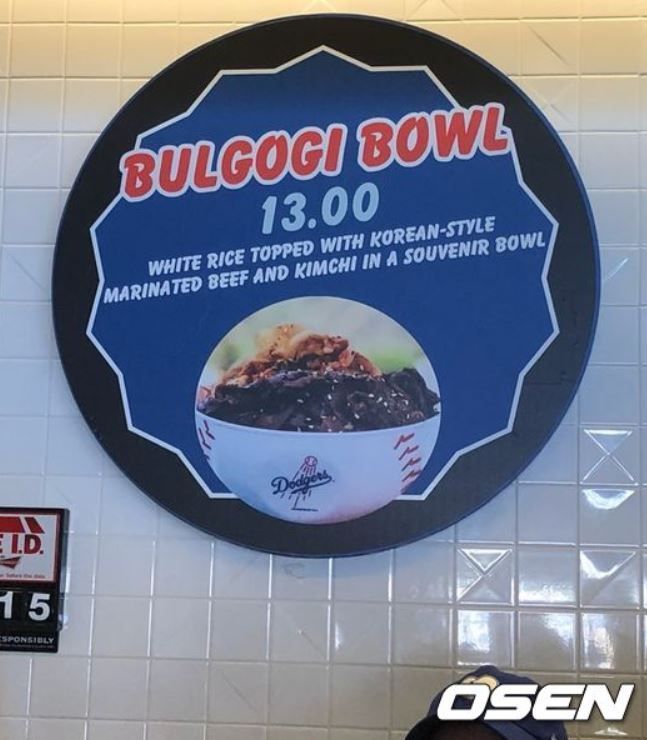 BULGOGI BOWL
13.00
WHITE RICE TOPPED WITH KOREAN-STYLE
MARINATED BEEF AND KIMCHI IN A SOUVENIR BOWL
Dodgers
I.D.
15
OSEN